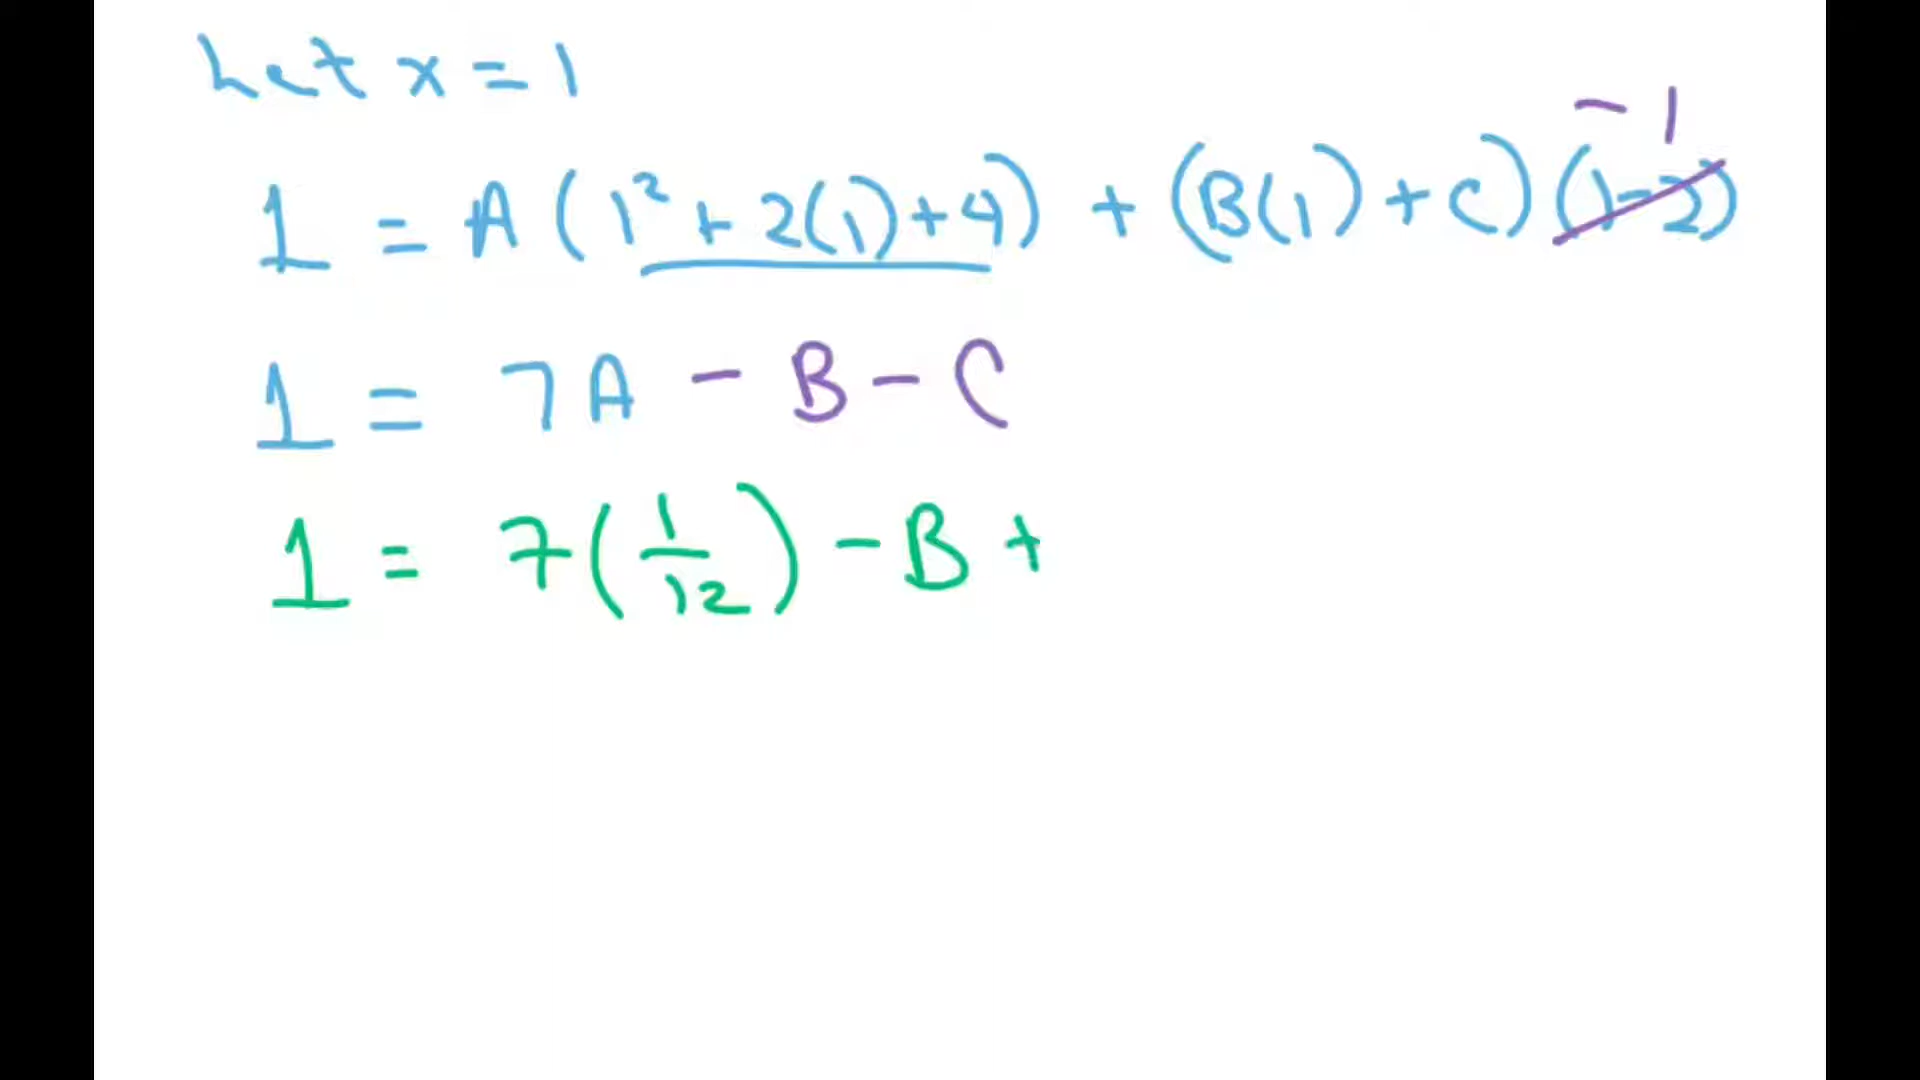 Let x = 1
- 1
1 = A(1² + 2(1) + 4) + (B(1) + C)(1-2)
1 = 7A - B - C
1 = 7(1/12) - B +